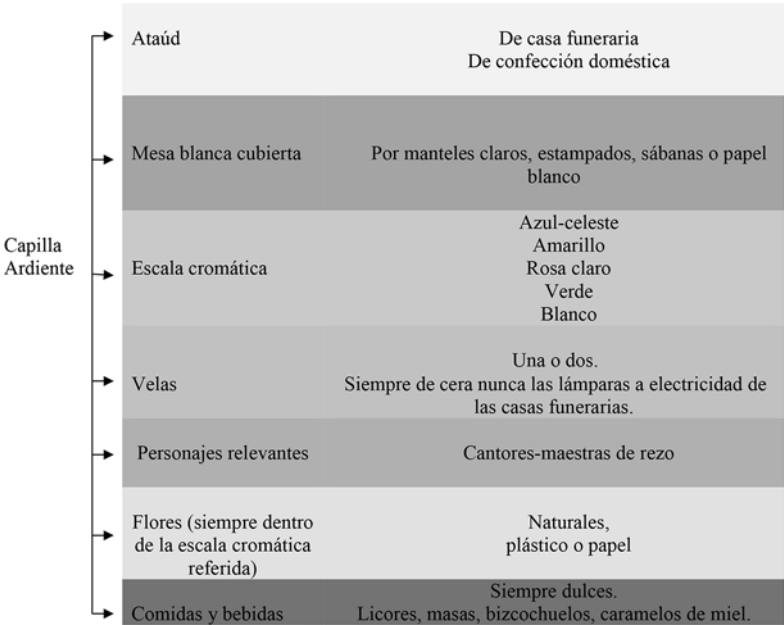 Capilla
Ardiente
Ataúd
De casa funeraria
De confección doméstica
Mesa blanca cubierta
Por manteles claros, estampados, sábanas o papel
blanco
Escala cromática
Azul-celeste
Amarillo
Rosa claro
Verde
Blanco
Velas
Una o dos.
Siempre de cera nunca las lámparas a electricidad de
las casas funerarias.
Personajes relevantes
Cantores-maestras de rezo
Flores (siempre dentro
de la escala cromática
referida)
Naturales,
plástico o papel
Comidas y bebidas
Siempre dulces.
Licores, masas, bizcochuelos, caramelos de miel.